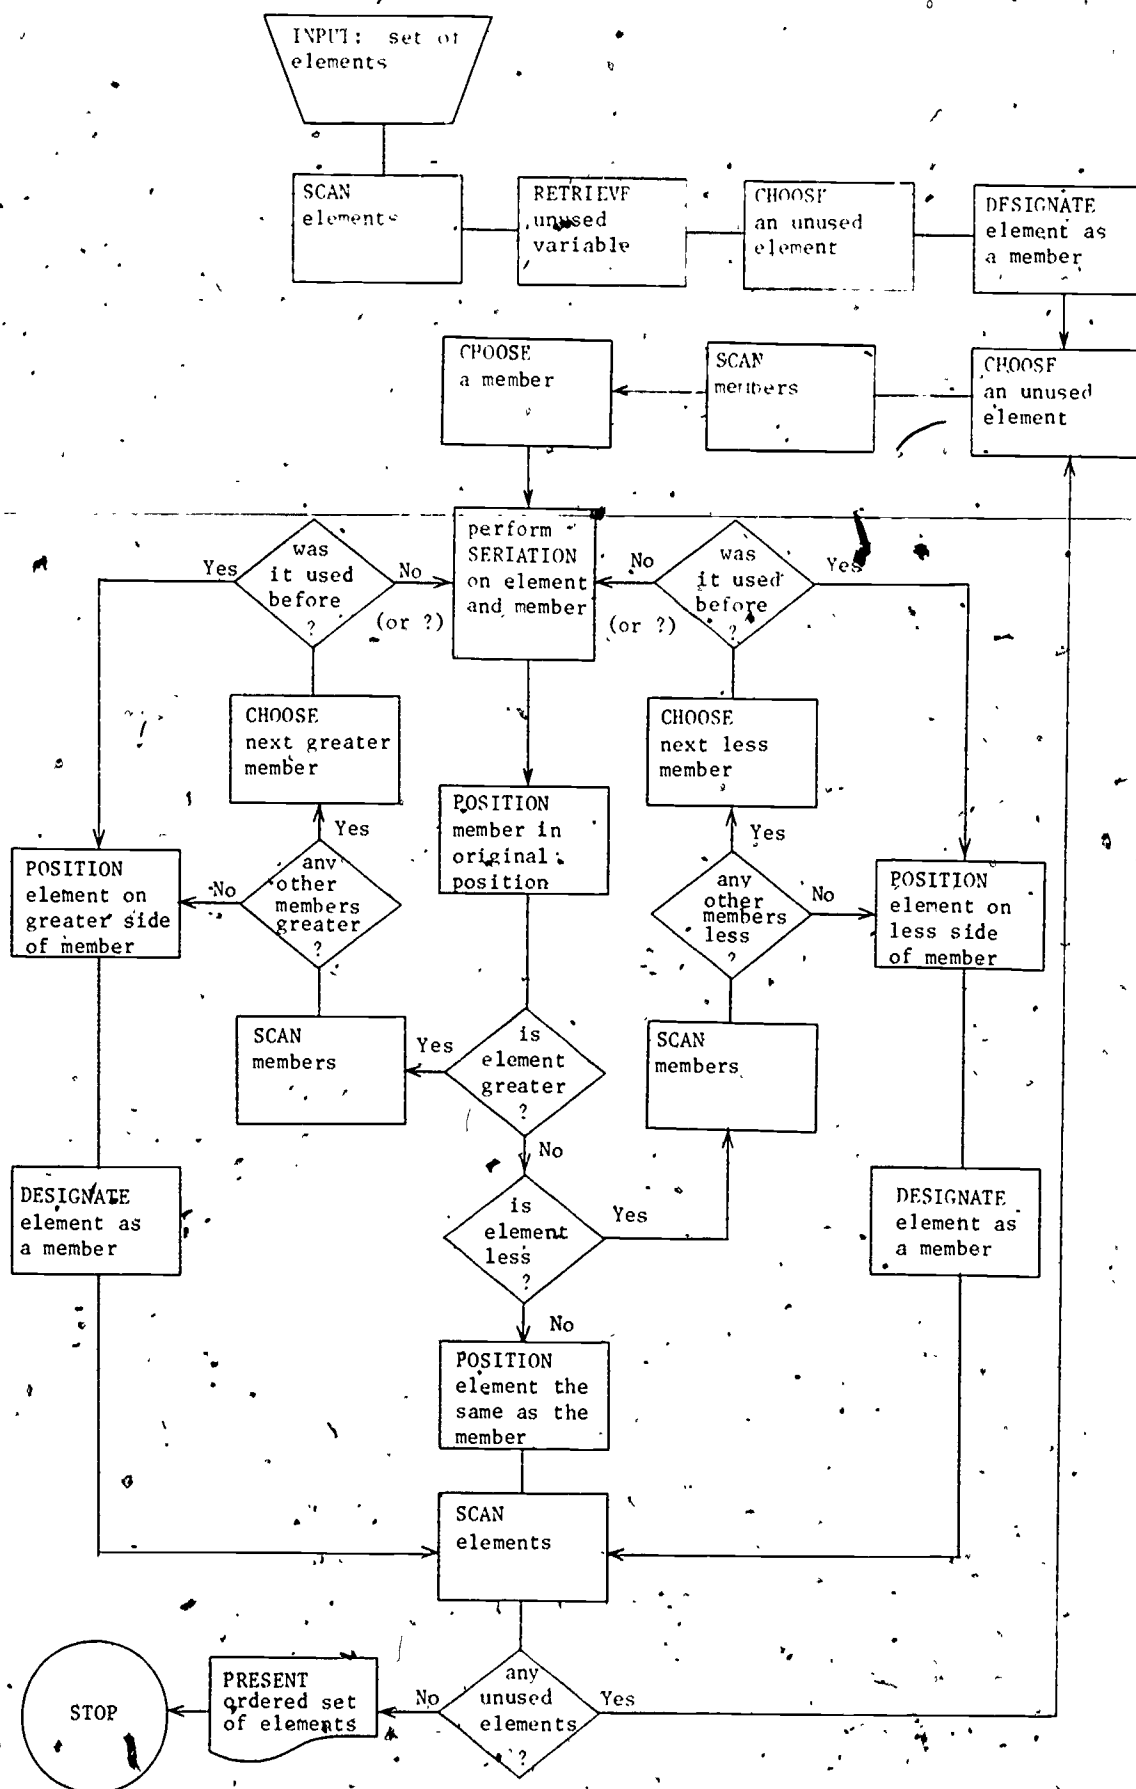 INPUT: set of
elements
SCAN
elements
RETRIEVE
unused
variable
CHOOSE
an unused
element
DESIGNATE
element as
a member
CHOOSE
a member
SCAN
members
CHOOSE
an unused
element
Yes
was
it used
before
?
No
(or ?)
perform
SERIATION
on element
and member
No
(or ?)
was
it used
before
?
Yes
CHOOSE
next greater
member
CHOOSE
next less
member
Yes
POSITION
member in
original
position
Yes
POSITION
element on
greater side
of member
No
any
other
members
greater
?
any
other
members
less
?
No
POSITION
element on
less side
of member
SCAN
members
Yes
is
element
greater
?
SCAN
members
No
DESIGNATE
element as
a member
is
element
less
?
Yes
DESIGNATE
element as
a member
No
POSITION
element the
same as the
member
SCAN
elements
STOP
PRESENT
ordered set
of elements
No
any
unused
elements
?
Yes